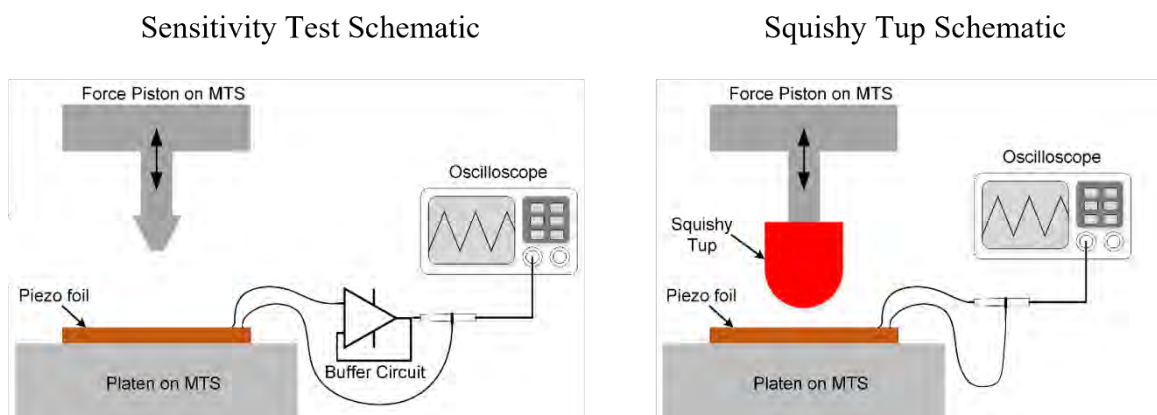 Sensitivity Test Schematic
Force Piston on MTS
Oscilloscope
Piezo foil
Buffer Circuit
Platen on MTS
Squishy Tup Schematic
Force Piston on MTS
Oscilloscope
Squishy
Tup
Piezo foil
Platen on MTS